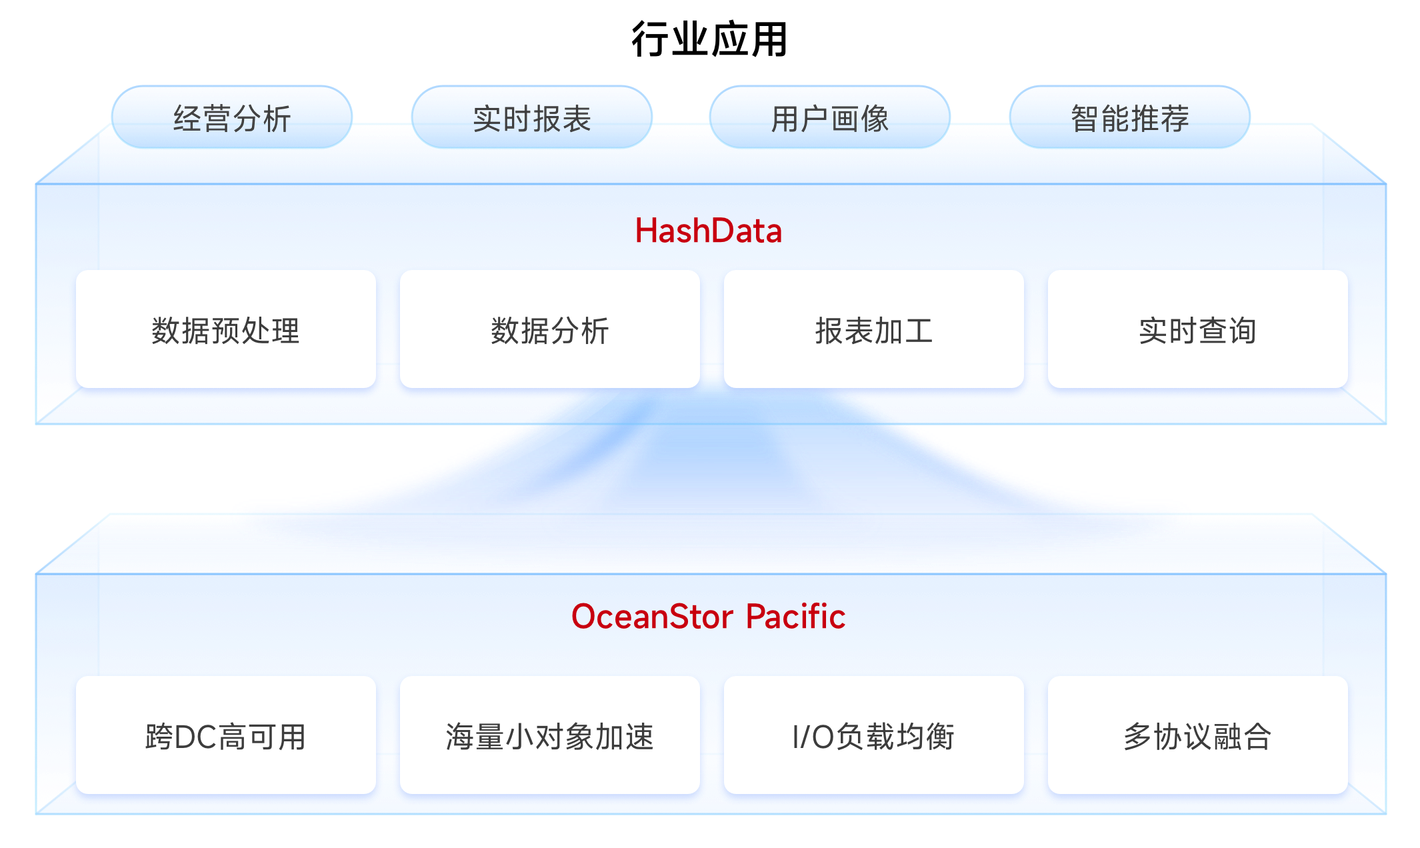 行业应用
经营分析
实时报表
用户画像
智能推荐
HashData
数据预处理
数据分析
报表加工
实时查询
OceanStor Pacific
跨DC高可用
海量小对象加速
I/O负载均衡
多协议融合